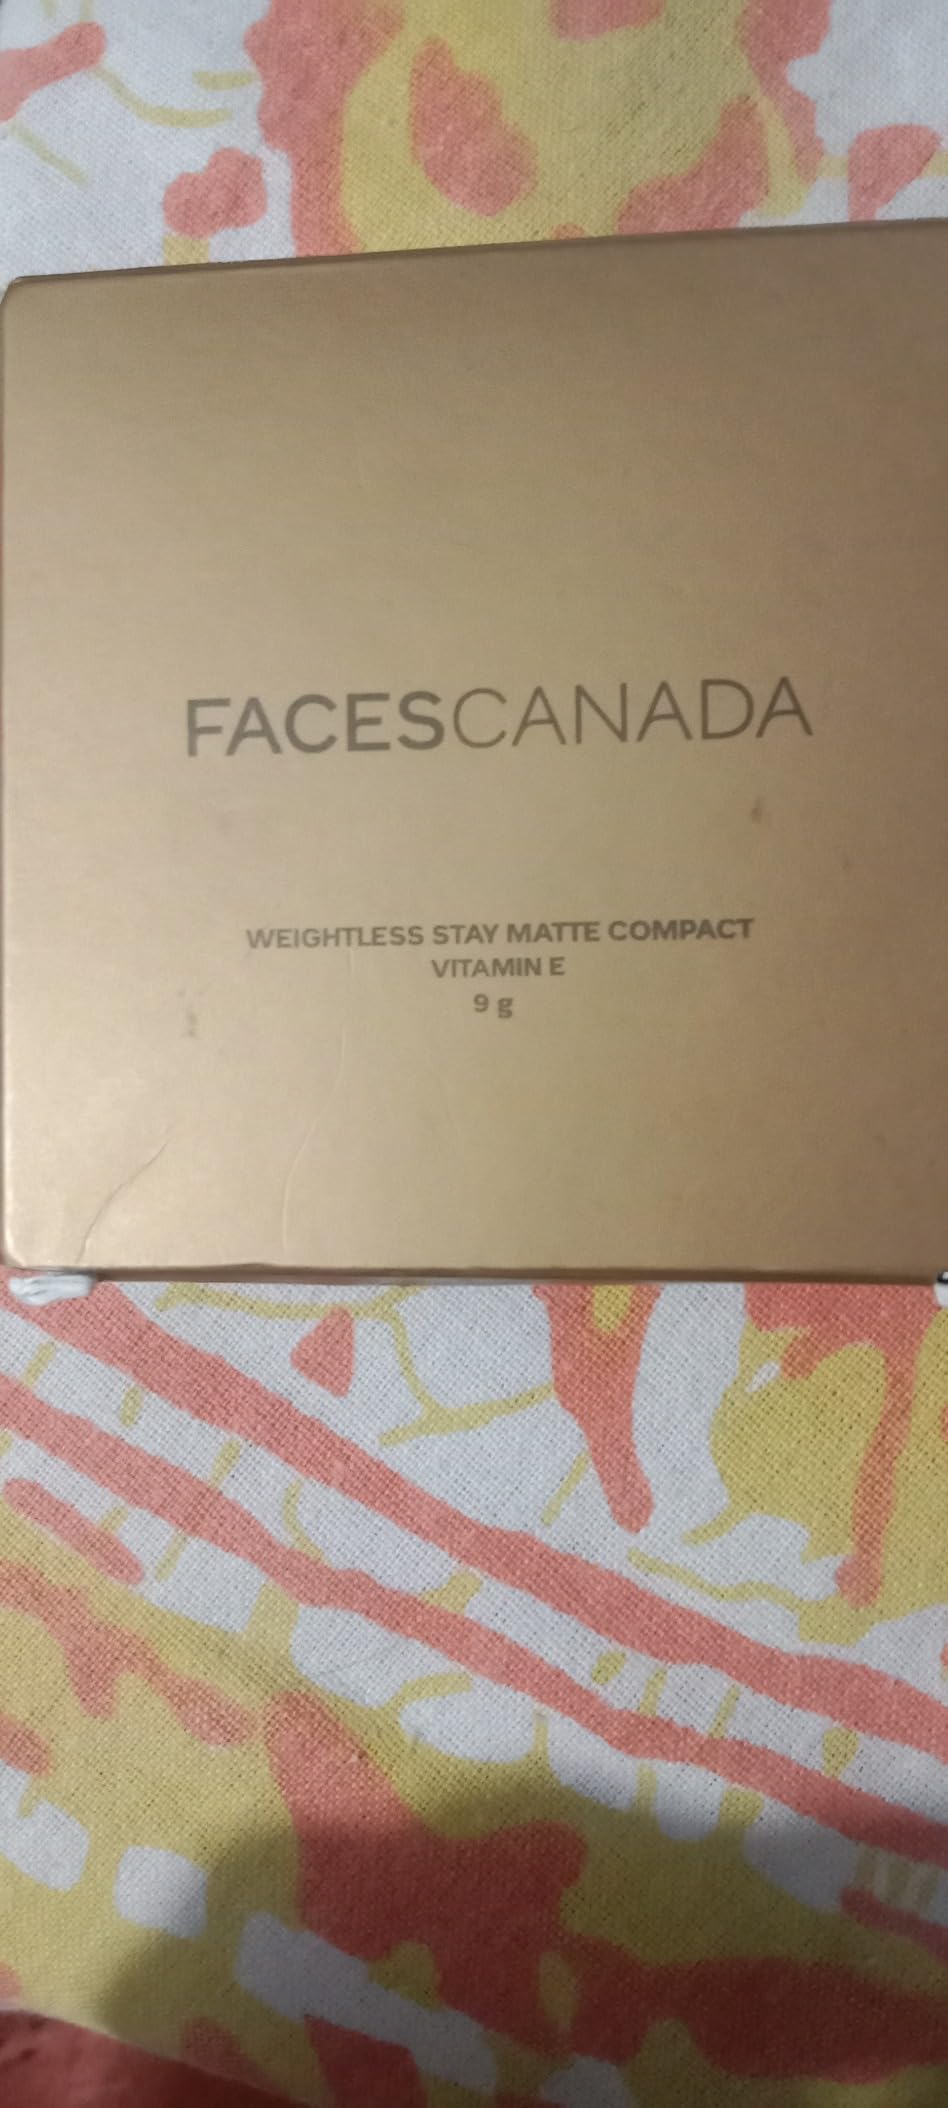 FACESCANADA
WEIGHTLESS STAY MATTE COMPACT
VITAMIN E
9 g